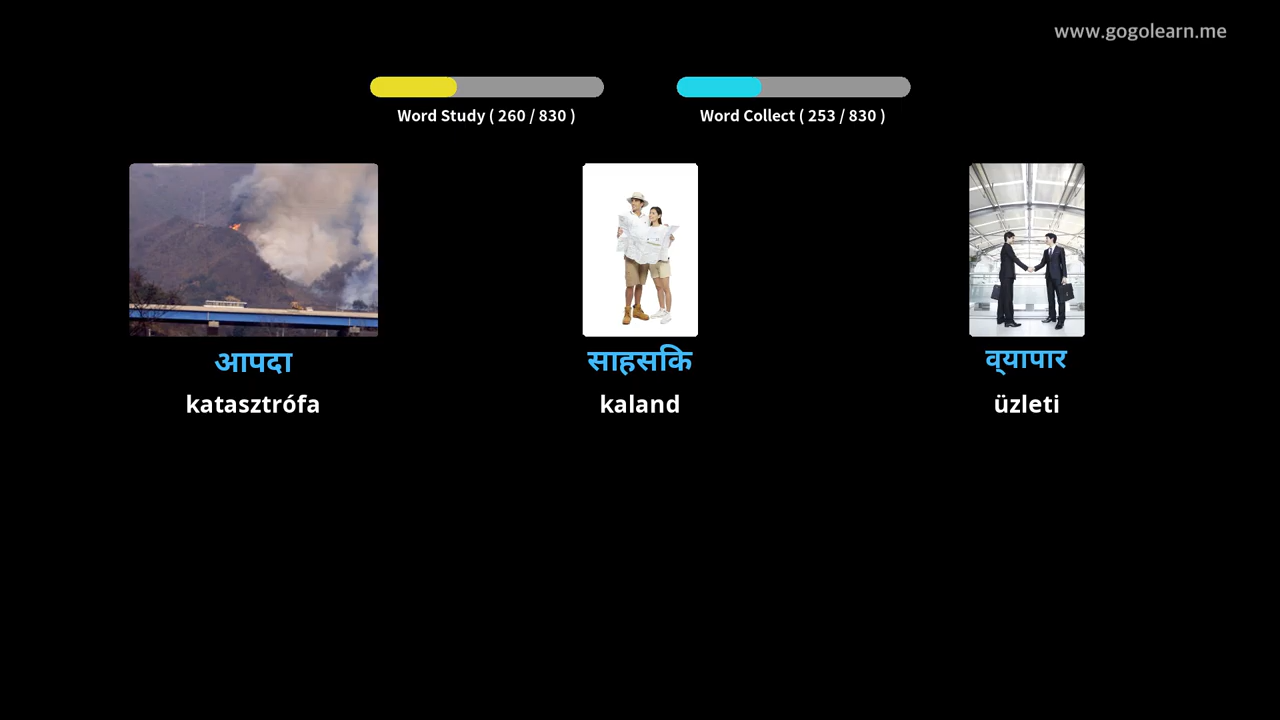 www.gogolearn.me
Word Study ( 260 / 830 )
Word Collect ( 253 / 830 )
आपदा
साहसकि
व्यापार
katasztrófa
kaland
üzleti